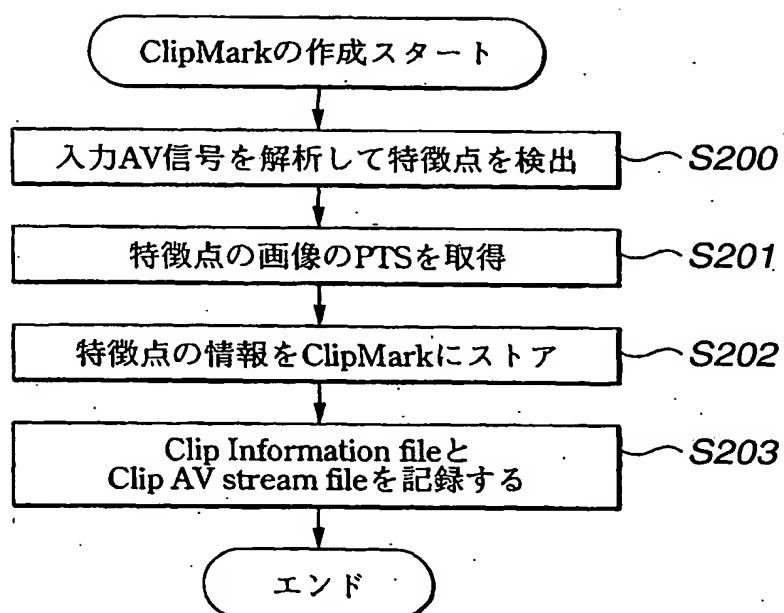 ClipMarkの作成スタート
入力AV信号を解析して特徴点を検出
S200
特徴点の画像のPTSを取得
S201
特徴点の情報をClipMarkにストア
S202
Clip Information fileと
Clip AV stream fileを記録する
S203
エンド